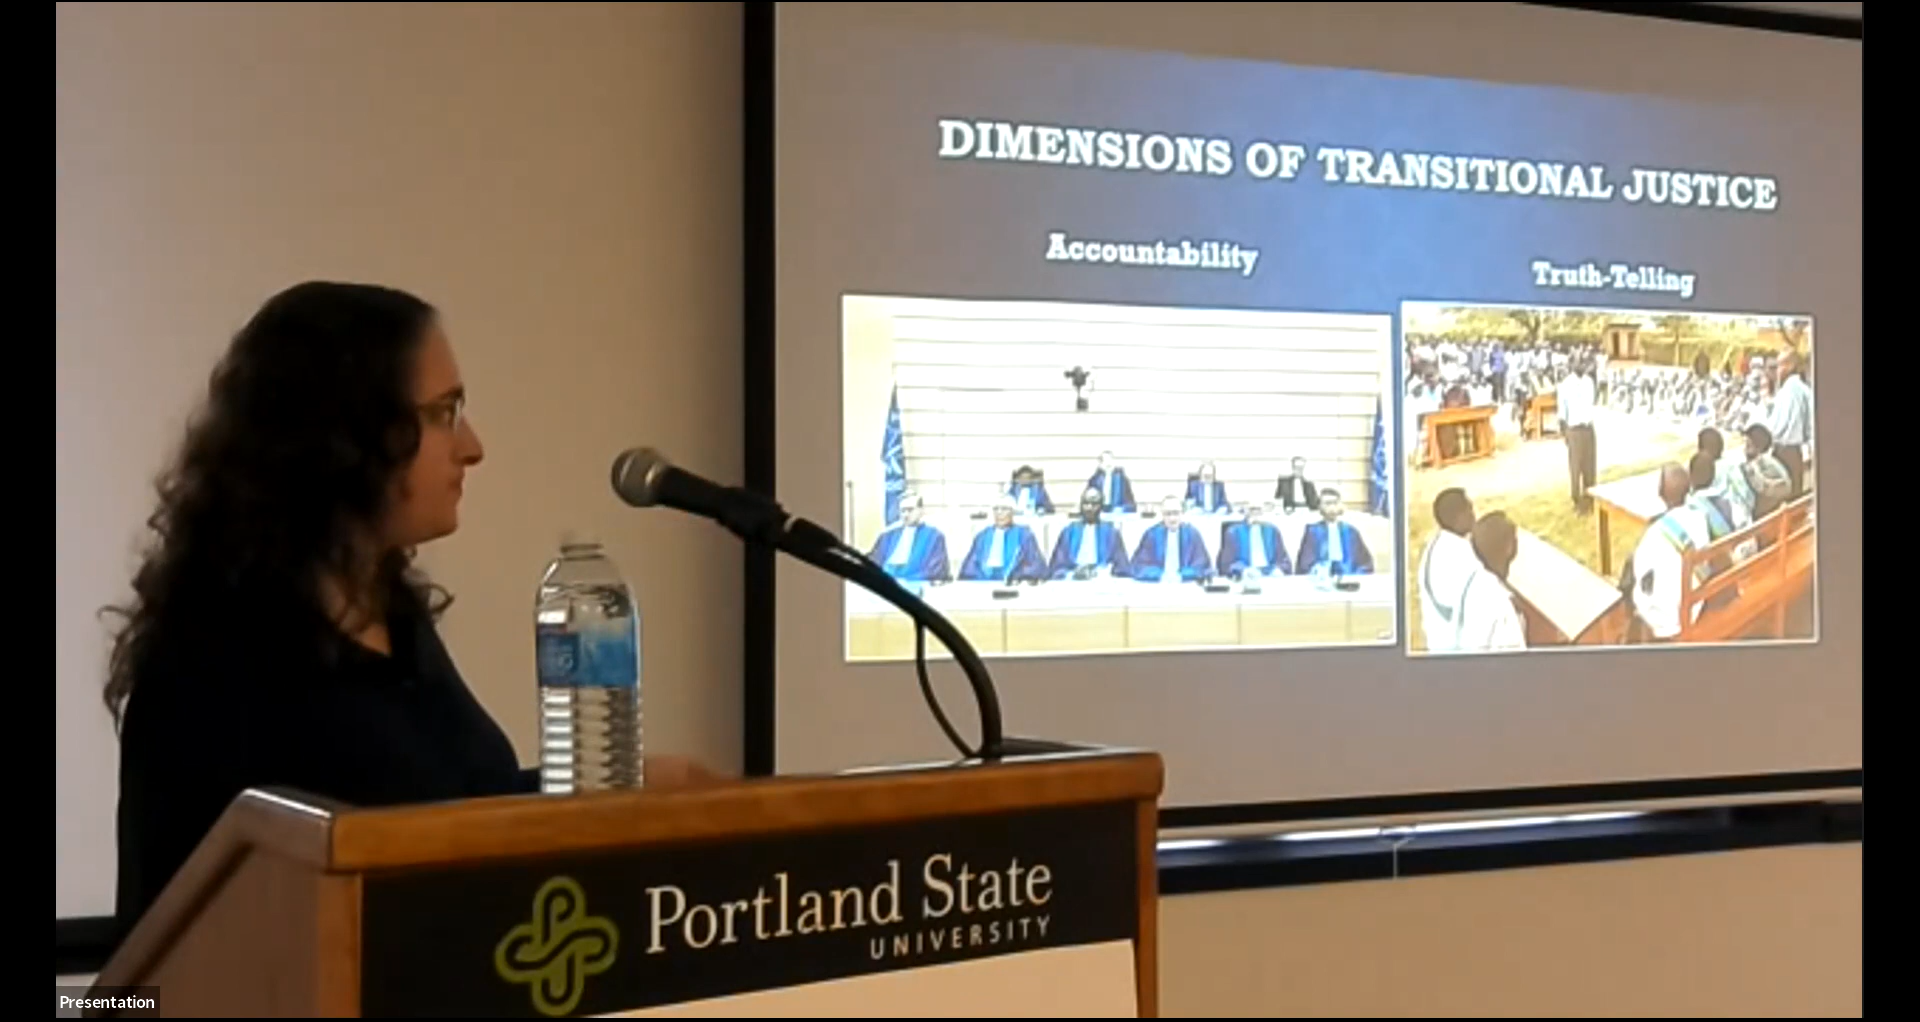 DIMENSIONS OF TRANSITIONAL JUSTICE
Accountability
Truth-Telling
Portland State
UNIVERSITY
Presentation